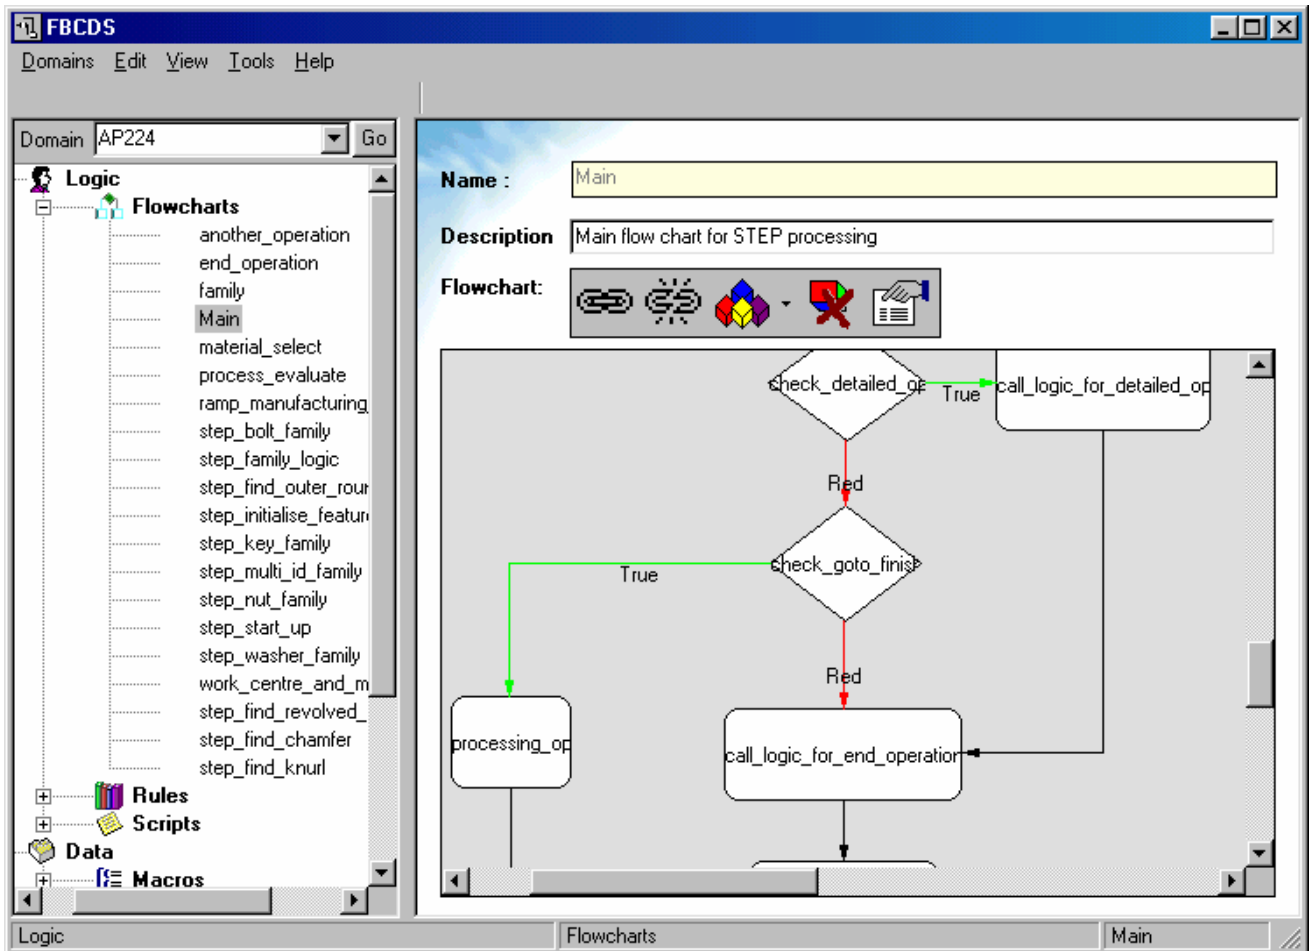 FBCDS
Domains Edit View Tools Help
Domain AP224 Go
Logic
Flowcharts
another_operation
end_operation
family
Main
material_select
process_evaluate
ramp_manufacturing_
step_bolt_family
step_family_logic
step_find_outer_rour
step_initialise_featur
step_key_family
step_multi_id_family
step_nut_family
step_start_up
step_washer_family
work_centre_and_m
step_find_revolved_
step_find_chamfer
step_find_knurl
Rules
Scripts
Data
Macros
Name :
Main
Description
Main flow chart for STEP processing
Flowchart:
check_detailed_op
True
call_logic_for_detailed_op
Red
check_goto_finish
True
Red
processing_op
call_logic_for_end_operation
Logic
Flowcharts
Main